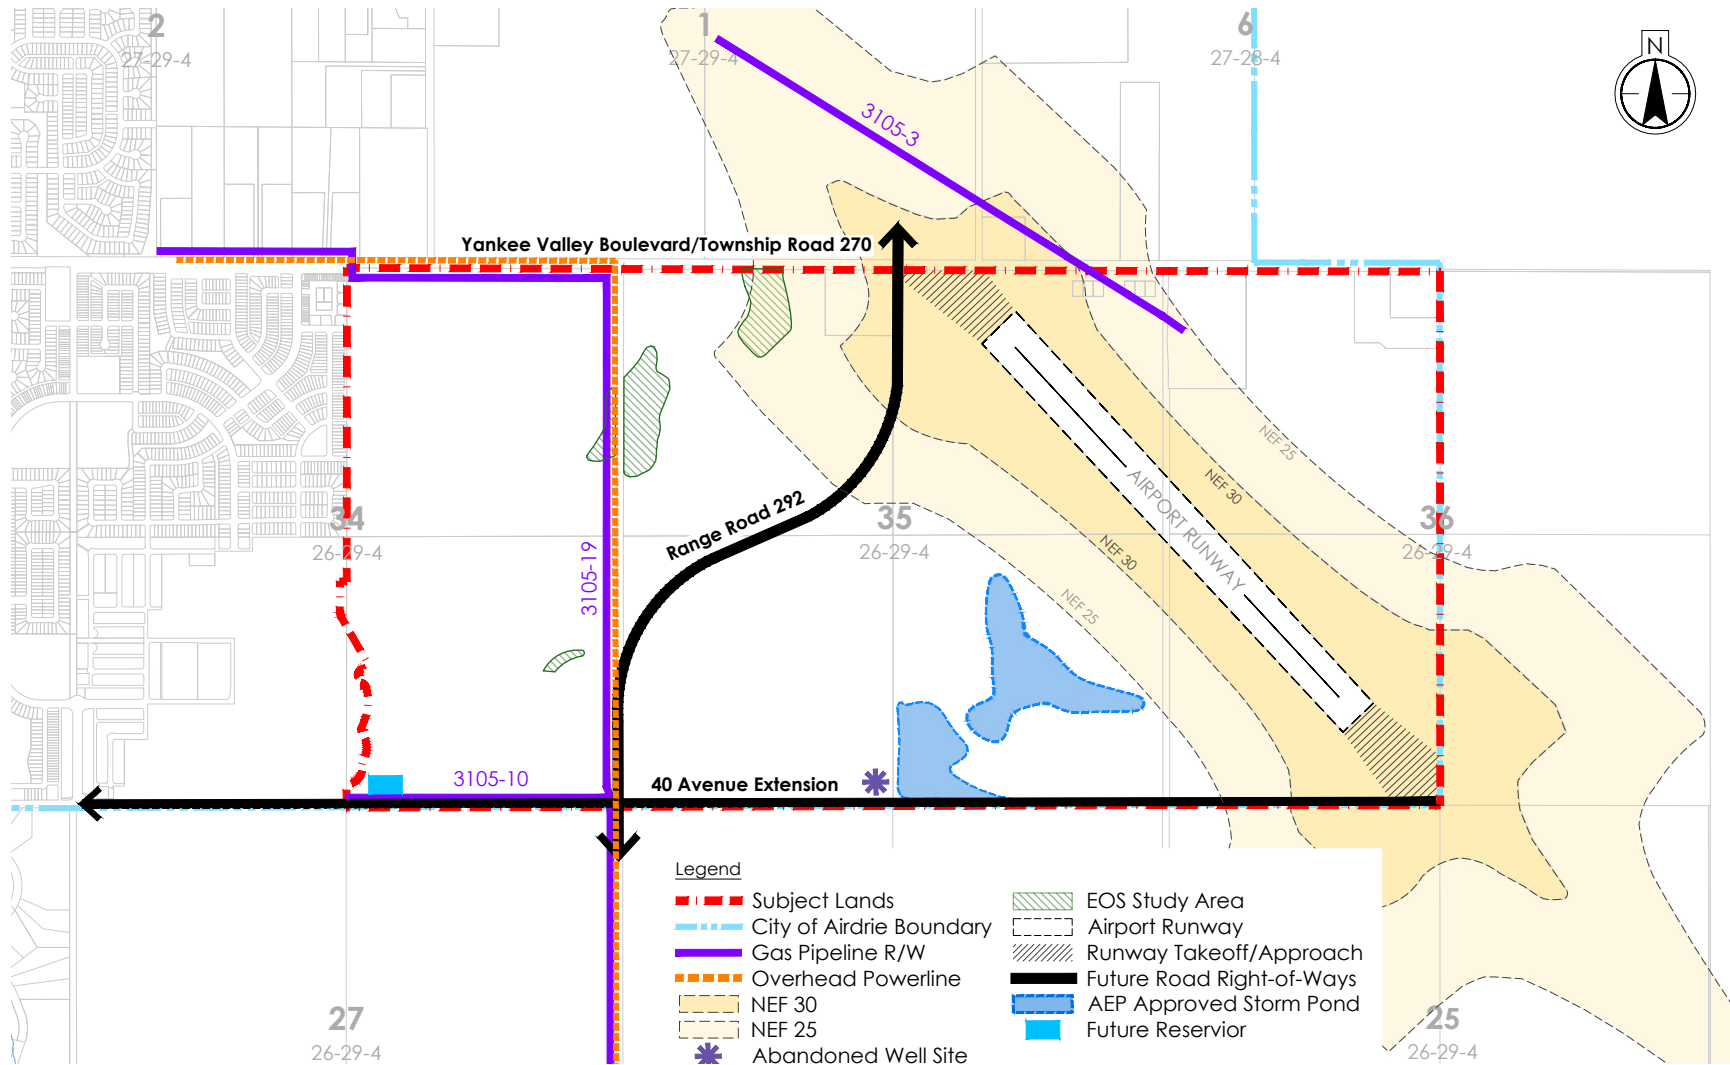 2
27-29-4
1
27-29-4
6
27-28-4
N
3105-3
Yankee Valley Boulevard/Township Road 270
NEF 25
NEF 30
AIRPORT RUNWAY
34
26-29-4
35
26-29-4
36
26-29-4
Range Road 292
3105-19
NEF 30
NEF 25
3105-10
40 Avenue Extension
Legend
Subject Lands
City of Airdrie Boundary
Gas Pipeline R/W
Overhead Powerline
NEF 30
NEF 25
Abandoned Well Site
EOS Study Area
Airport Runway
Runway Takeoff/Approach
Future Road Right-of-Ways
AEP Approved Storm Pond
Future Reservior
27
26-29-4
25
26-29-4